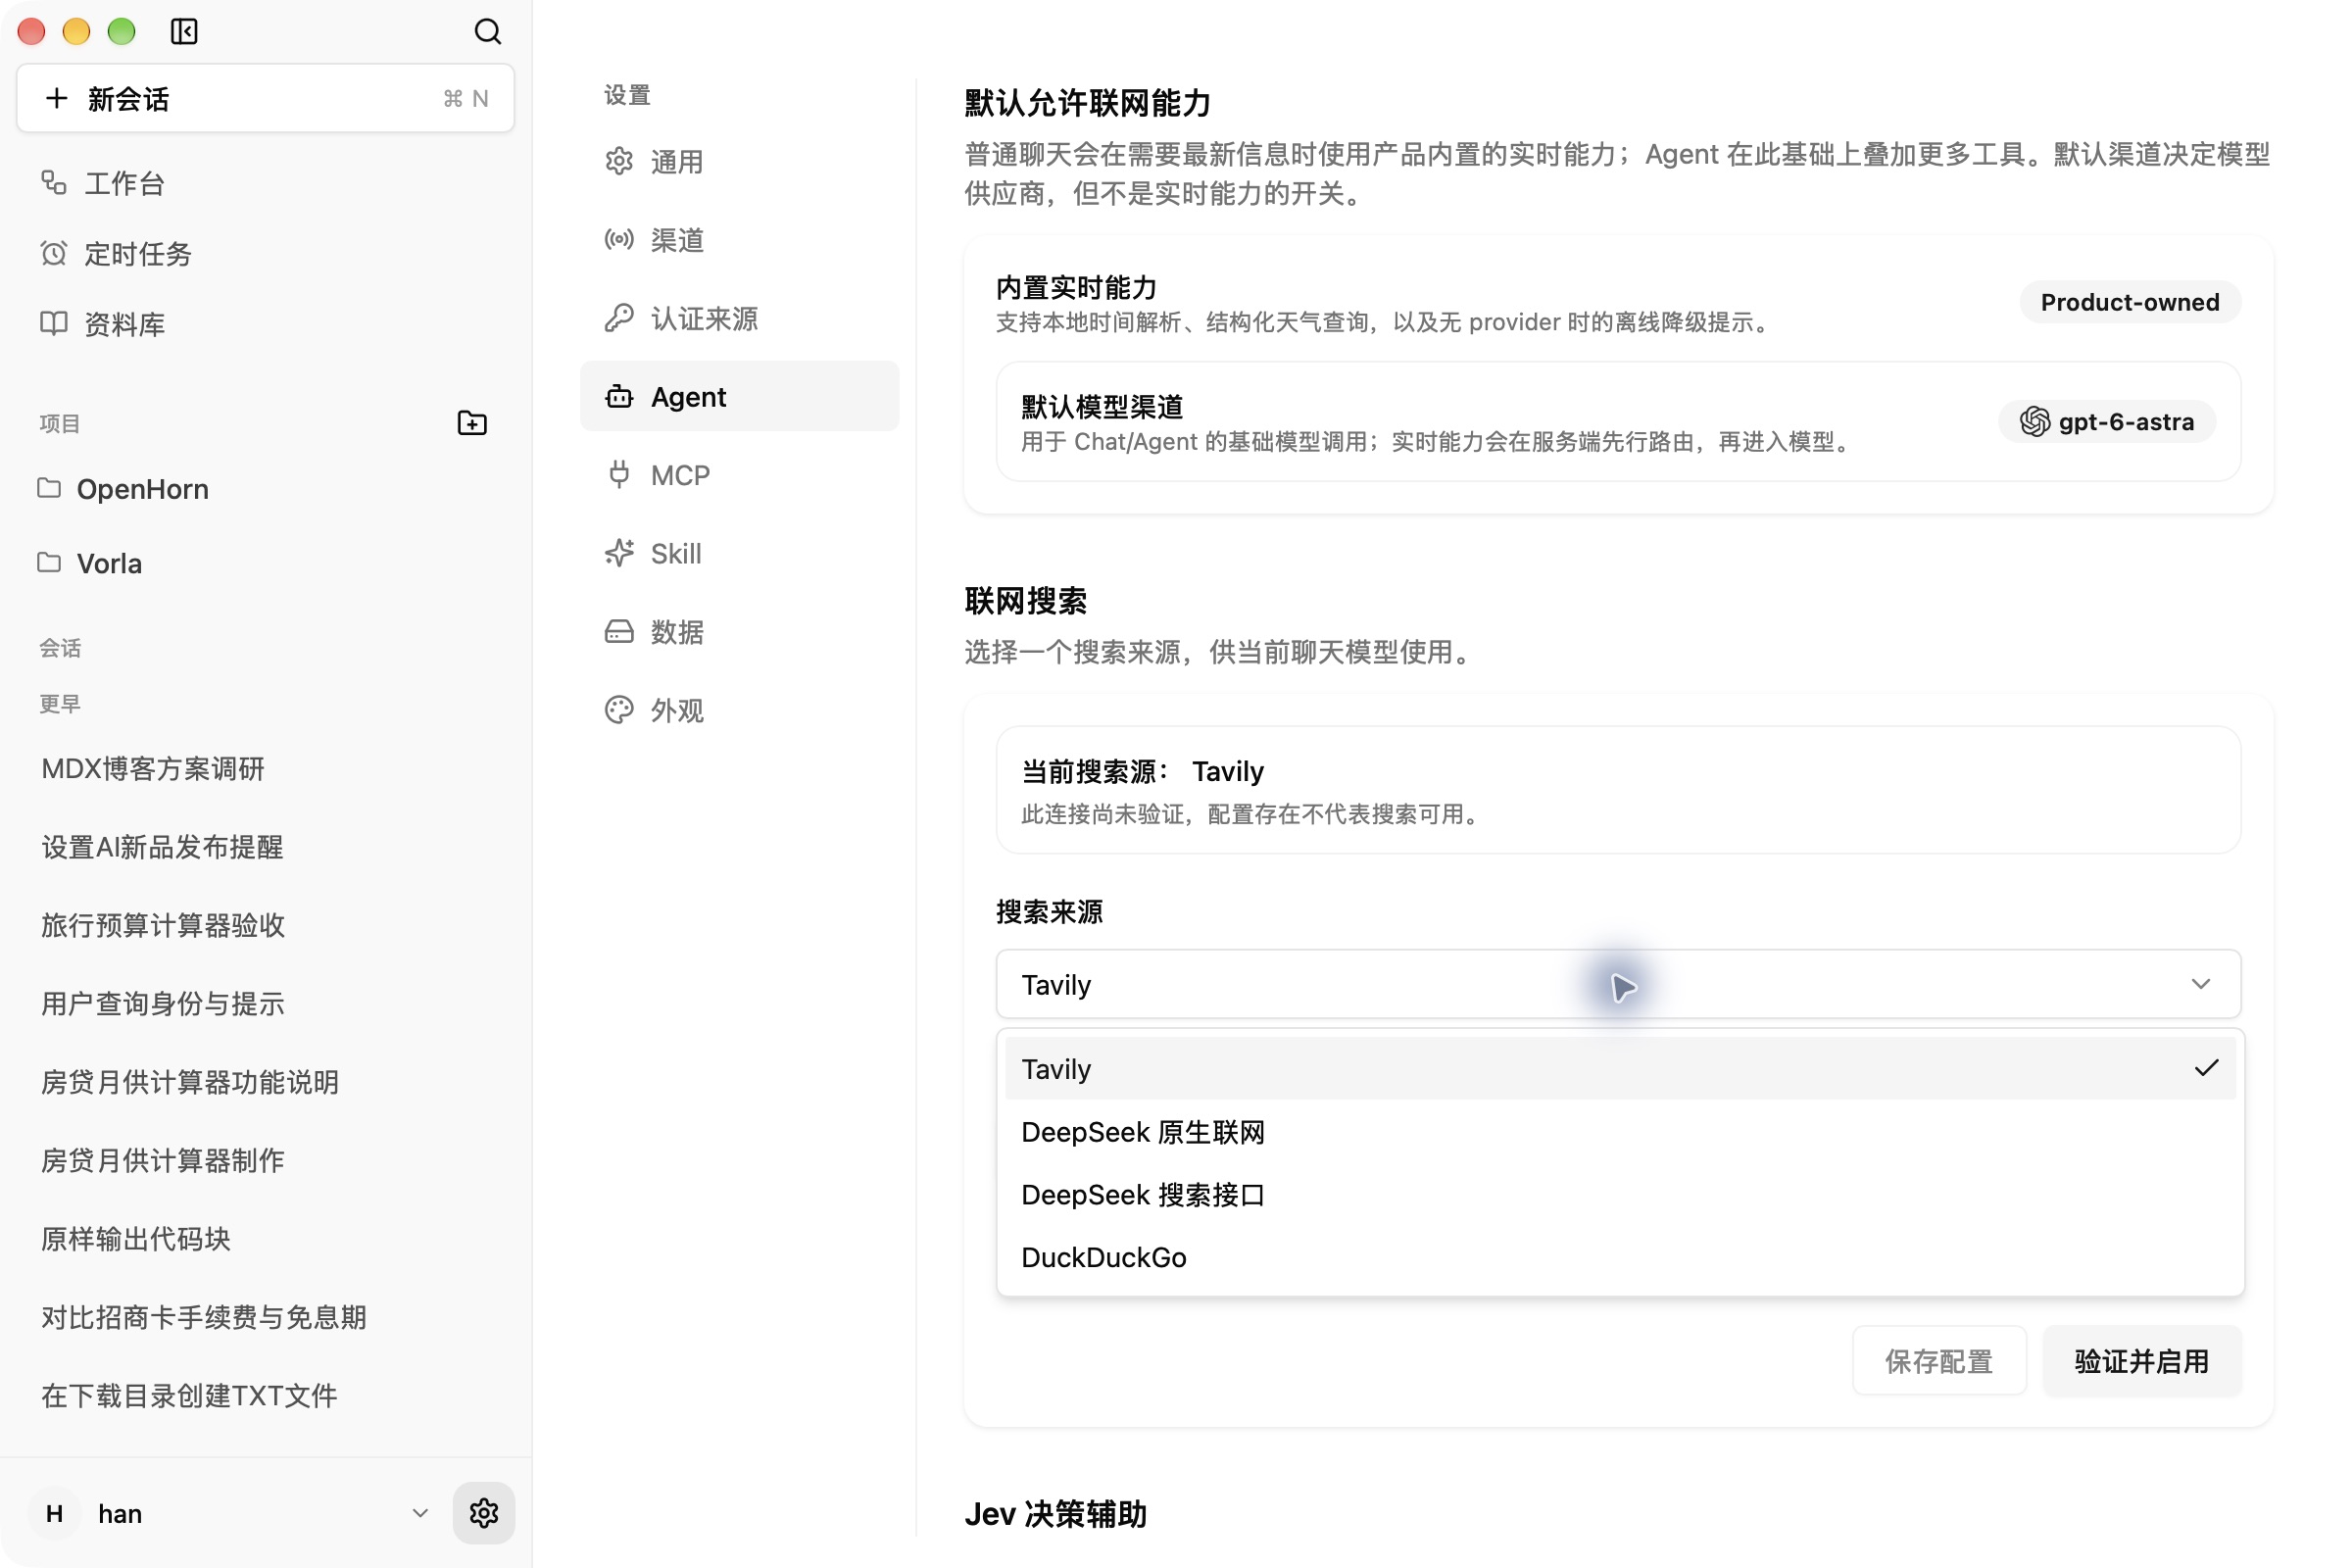 新会话
⌘ N
工作台
定时任务
资料库
项目
OpenHorn
Vorla
会话
更早
MDX博客方案调研
设置AI新品发布提醒
旅行预算计算器验收
用户查询身份与提示
房贷月供计算器功能说明
房贷月供计算器制作
原样输出代码块
对比招商卡手续费与免息期
在下载目录创建TXT文件
H
han
设置
通用
渠道
认证来源
Agent
MCP
Skill
数据
外观
默认允许联网能力
普通聊天会在需要最新信息时使用产品内置的实时能力；Agent 在此基础上叠加更多工具。默认渠道决定模型
供应商，但不是实时能力的开关。
内置实时能力
支持本地时间解析、结构化天气查询，以及无 provider 时的离线降级提示。
Product-owned
默认模型渠道
用于 Chat/Agent 的基础模型调用；实时能力会在服务端先行路由，再进入模型。
gpt-6-astra
联网搜索
选择一个搜索来源，供当前聊天模型使用。
当前搜索源： Tavily
此连接尚未验证，配置存在不代表搜索可用。
搜索来源
Tavily
Tavily
DeepSeek 原生联网
DeepSeek 搜索接口
DuckDuckGo
保存配置
验证并启用
Jev 决策辅助